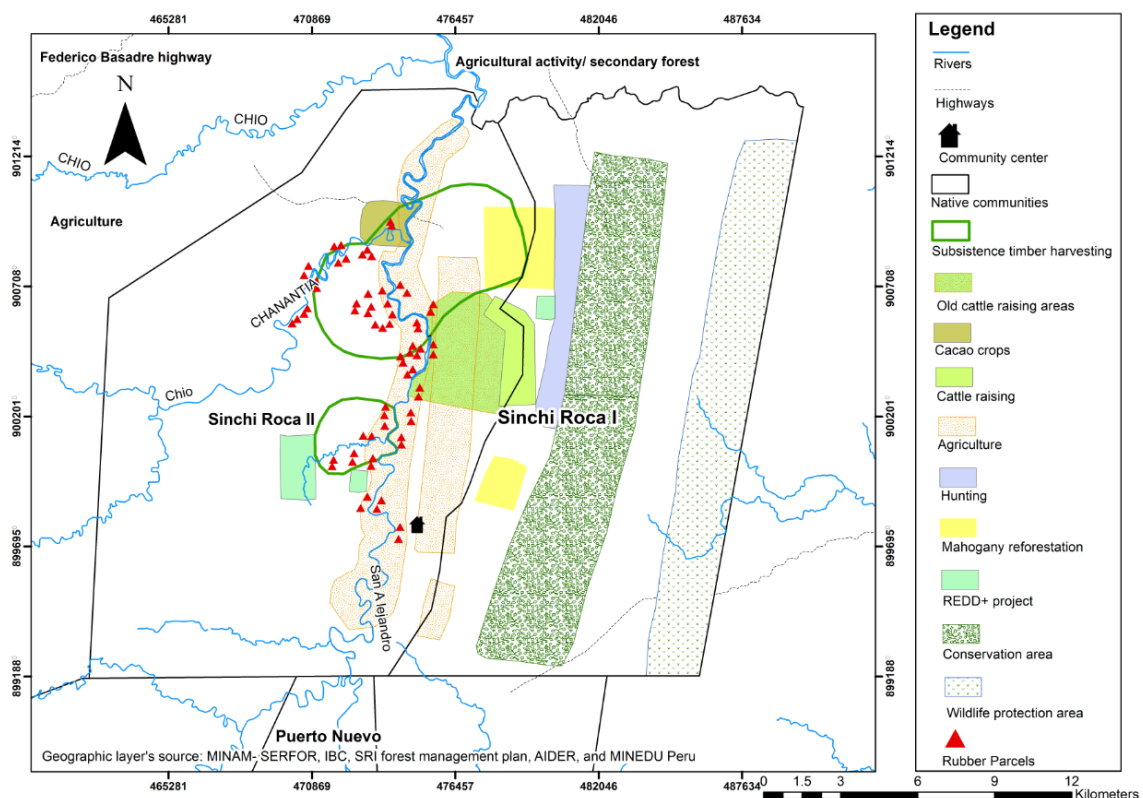 465281 470869 476457 482046 487634
Federico Basadre highway
Agricultural activity/ secondary forest
N
CHIO
CHIO
Agriculture
CHANANTIA
Chio
Sinchi Roca II
Sinchi Roca I
San A lejandro
Puerto Nuevo
Geographic layer's source: MINAM- SERFOR, IBC, SRI forest management plan, AIDER, and MINEDU Peru
901214
900708
900201
899695
899188
901214
900708
900201
899695
899188
465281 470869 476457 482046 487634
Legend
Rivers
Highways
Community center
Native communities
Subsistence timber harvesting
Old cattle raising areas
Cacao crops
Cattle raising
Agriculture
Hunting
Mahogany reforestation
REDD+ project
Conservation area
Wildlife protection area
Rubber Parcels
0 1.5 3 6 9 12
Kilometers